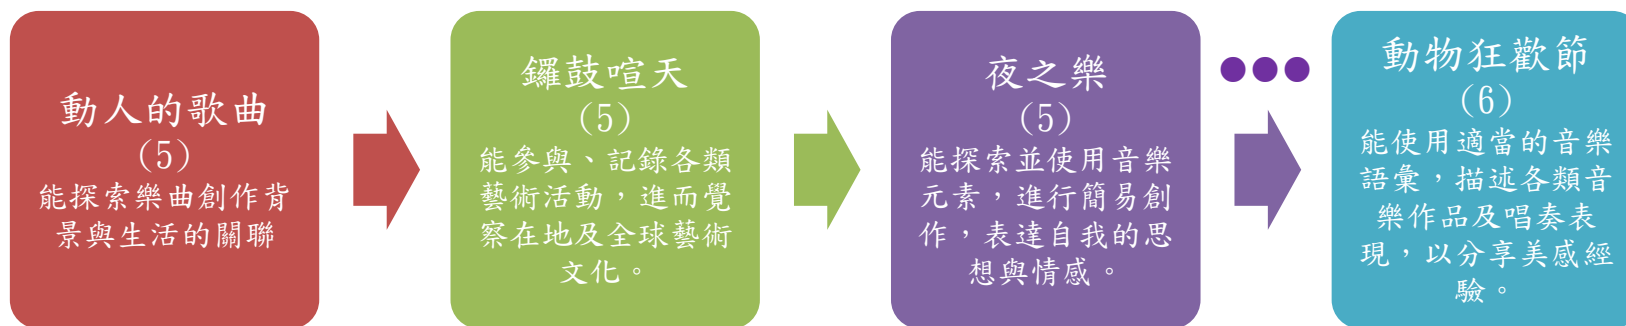 動人的歌曲
(5)
能探索樂曲創作背
景與生活的關聯
鑼鼓喧天
(5)
能參與、記錄各類
藝術活動，進而覺
察在地及全球藝術
文化。
夜之樂
(5)
能探索並使用音樂
元素，進行簡易創
作，表達自我的思
想與情感。
動物狂歡節
(6)
能使用適當的音樂
語彙，描述各類音
樂作品及唱奏表
現，以分享美感經
驗。